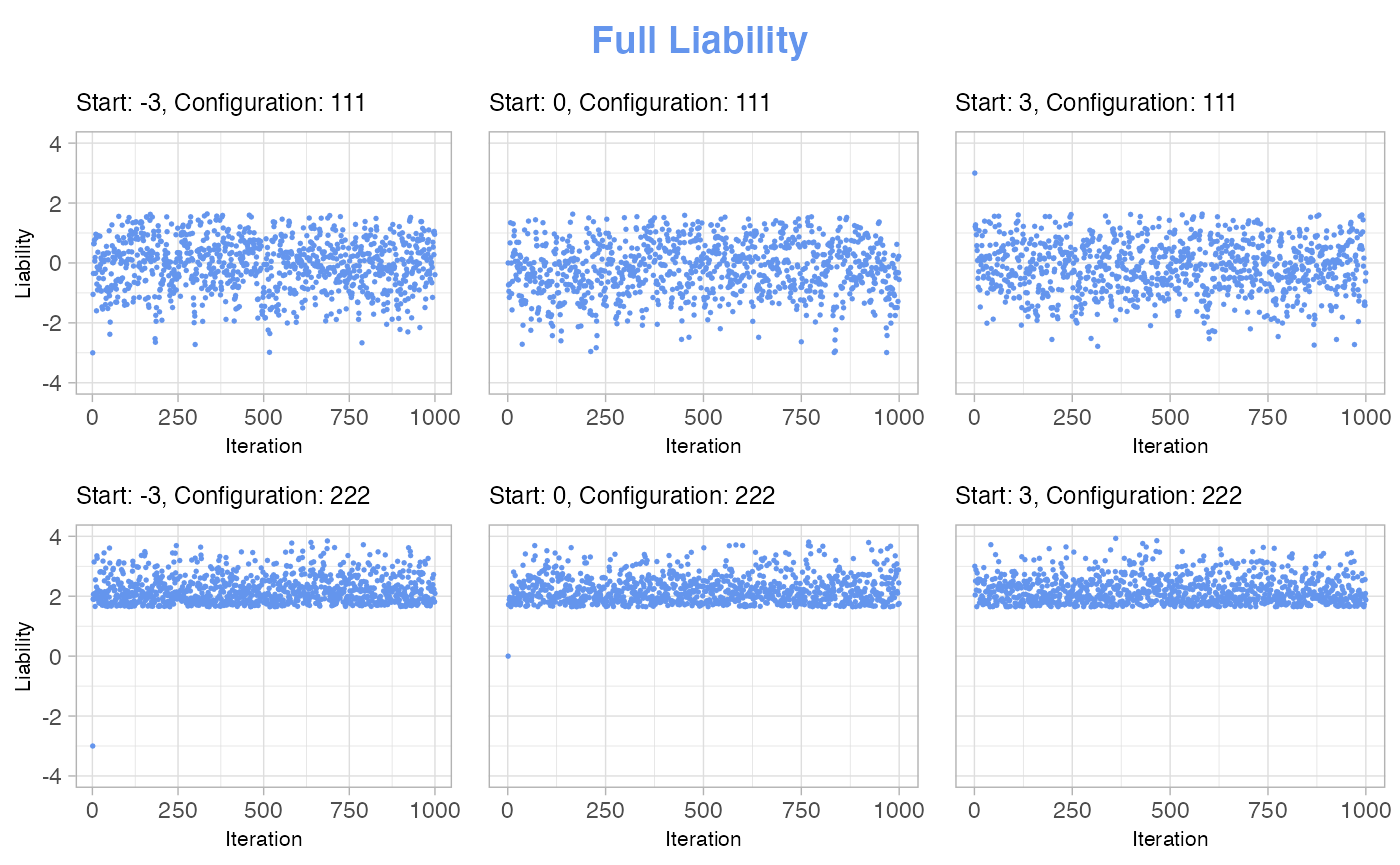 Full Liability
Start: -3, Configuration: 111
Start: 0, Configuration: 111
Start: 3, Configuration: 111
4
2
0
-2
-4
Liability
0 250 500 750 1000
0 250 500 750 1000
0 250 500 750 1000
Iteration
Iteration
Iteration
Start: -3, Configuration: 222
Start: 0, Configuration: 222
Start: 3, Configuration: 222
4
2
0
-2
-4
Liability
0 250 500 750 1000
0 250 500 750 1000
0 250 500 750 1000
Iteration
Iteration
Iteration